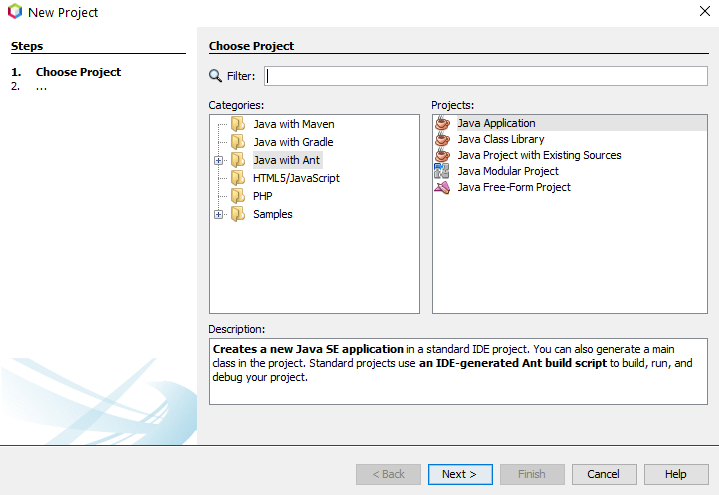 New Project
Steps
1. Choose Project
2. ...
Choose Project
Filter:
Categories:
Java with Maven
Java with Gradle
Java with Ant
HTML5/JavaScript
PHP
Samples
Projects:
Java Application
Java Class Library
Java Project with Existing Sources
Java Modular Project
Java Free-Form Project
Description:
Creates a new Java SE application in a standard IDE project. You can also generate a main
class in the project. Standard projects use an IDE-generated Ant build script to build, run, and
debug your project.
< Back
Next >
Finish
Cancel
Help